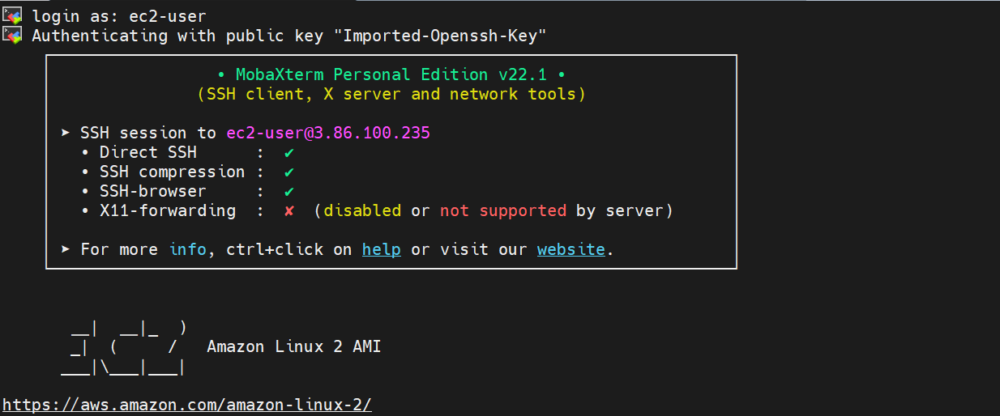 login as: ec2-user
Authenticating with public key "Imported-Openssh-Key"
• MobaXterm Personal Edition v22.1 •
(SSH client, X server and network tools)
➤ SSH session to ec2-user@3.86.100.235
• Direct SSH      :  ✔
• SSH compression :  ✔
• SSH-browser     :  ✔
• X11-forwarding  :  ✘  (disabled or not supported by server)
➤ For more info, ctrl+click on help or visit our website.
       __|  __|_  )
       _|  (     /   Amazon Linux 2 AMI
      ___|\___|___|
https://aws.amazon.com/amazon-linux-2/